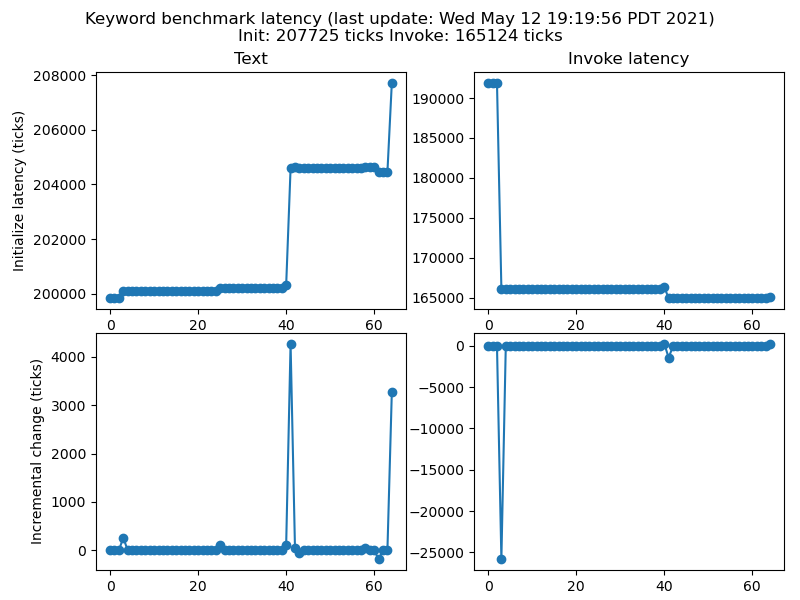 Keyword benchmark latency (last update: Wed May 12 19:19:56 PDT 2021)
Init: 207725 ticks Invoke: 165124 ticks
Text
Initialize latency (ticks)
208000
206000
204000
202000
200000
0 20 40 60
Invoke latency
190000
185000
180000
175000
170000
165000
0 20 40 60
Incremental change (ticks)
4000
3000
2000
1000
0
0 20 40 60
0
−5000
−10000
−15000
−20000
−25000
0 20 40 60